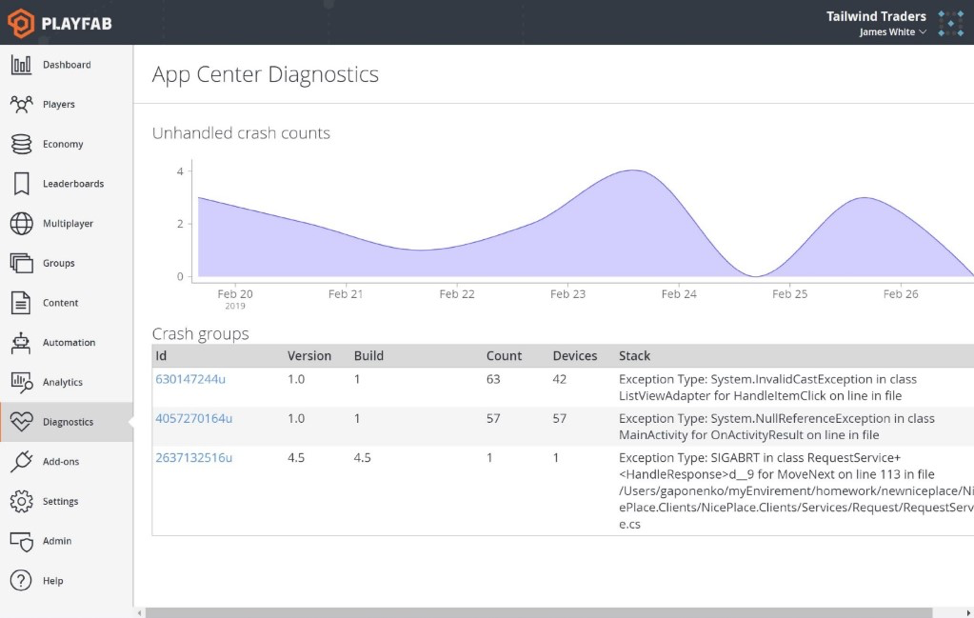 PLAYFAB
Tailwind Traders
James White
Dashboard
Players
Economy
Leaderboards
Multiplayer
Groups
Content
Automation
Analytics
Diagnostics
Add-ons
Settings
Admin
Help
App Center Diagnostics
Unhandled crash counts
4
2
0
Feb 20 Feb 21 Feb 22 Feb 23 Feb 24 Feb 25 Feb 26
2019
Crash groups
Id Version Build Count Devices Stack
630147244u 1.0 1 63 42 Exception Type: System.InvalidCastException in class
ListViewAdapter for HandleItemClick on line in file
4057270164u 1.0 1 57 57 Exception Type: System.NullReferenceException in class
MainActivity for OnActivityResult on line in file
2637132516u 4.5 4.5 1 1 Exception Type: SIGABRT in class RequestService+
<HandleResponse>d__9 for MoveNext on line 113 in file
/Users/gaponenko/myEnvirement/homework/newniceplace/Ni
ePlace.Clients/NicePlace.Clients/Services/Request/RequestServ
e.cs
?